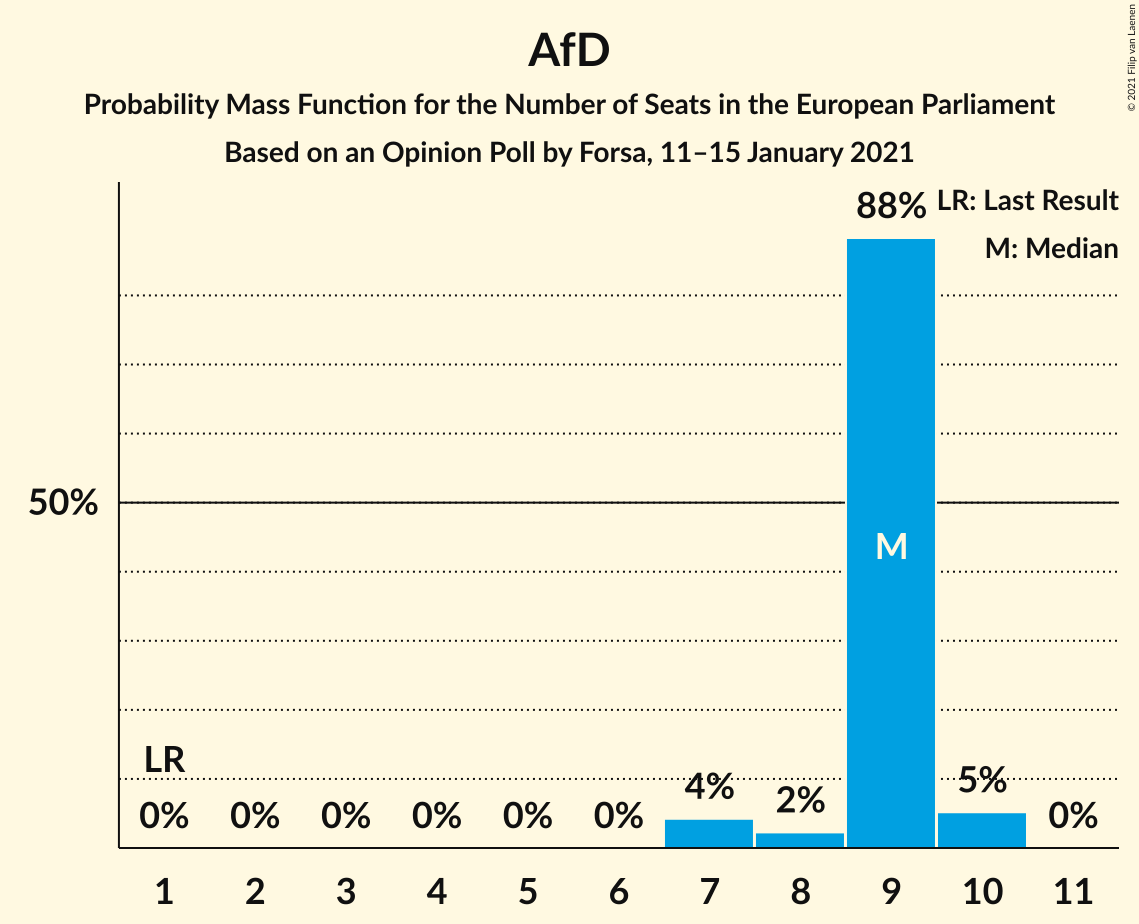 AfD
Probability Mass Function for the Number of Seats in the European Parliament
Based on an Opinion Poll by Forsa, 11–15 January 2021
© 2021 Filip van Laenen
LR: Last Result
M: Median
88%
50%
M
LR
0% 0% 0% 0% 0% 0% 4% 2% 5% 0%
1 2 3 4 5 6 7 8 9 10 11